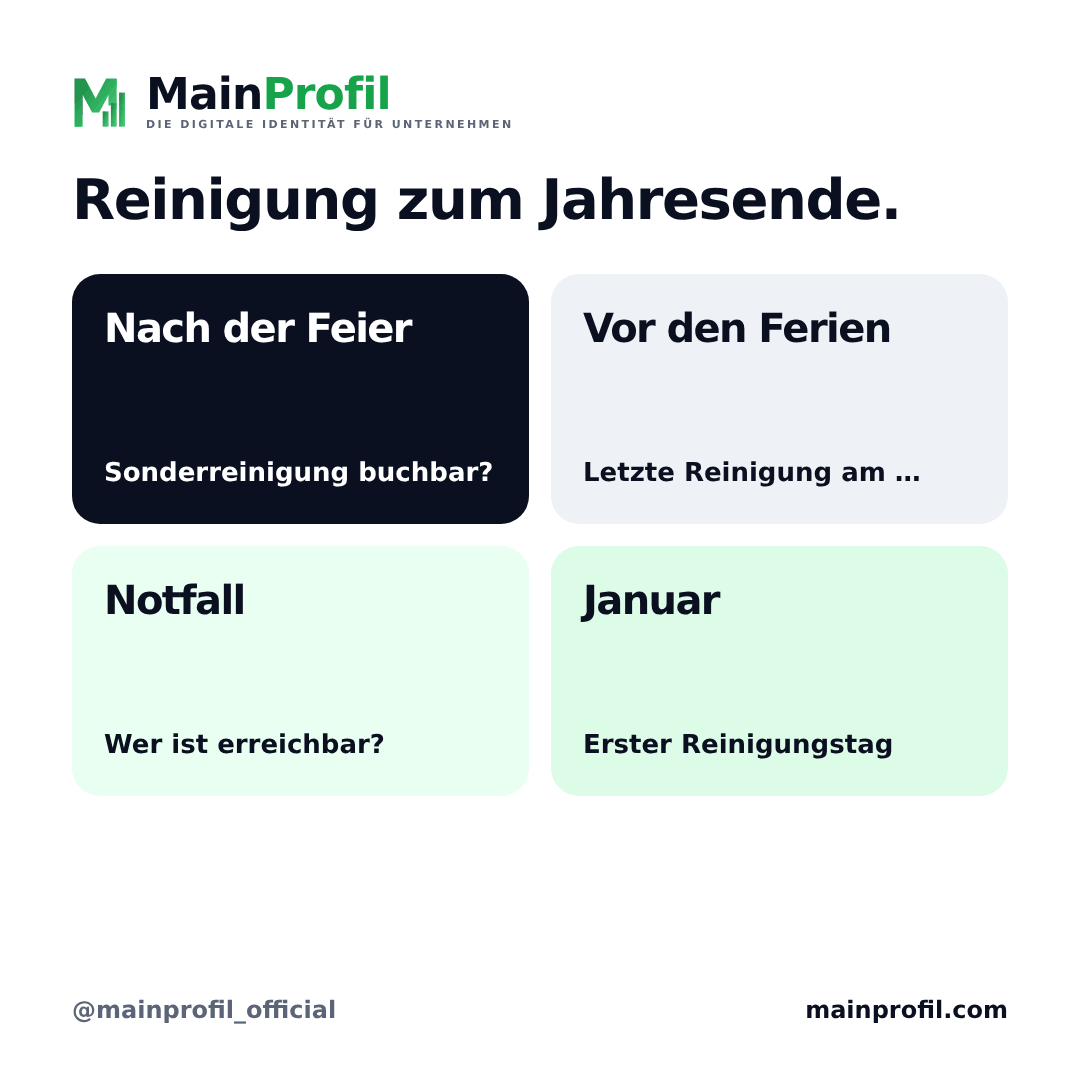 MainProfil
DIE DIGITALE IDENTITÄT FÜR UNTERNEHMEN
Reinigung zum Jahresende.
Nach der Feier
Sonderreinigung buchbar?
Vor den Ferien
Letzte Reinigung am …
Notfall
Wer ist erreichbar?
Januar
Erster Reinigungstag
@mainprofil_official
mainprofil.com